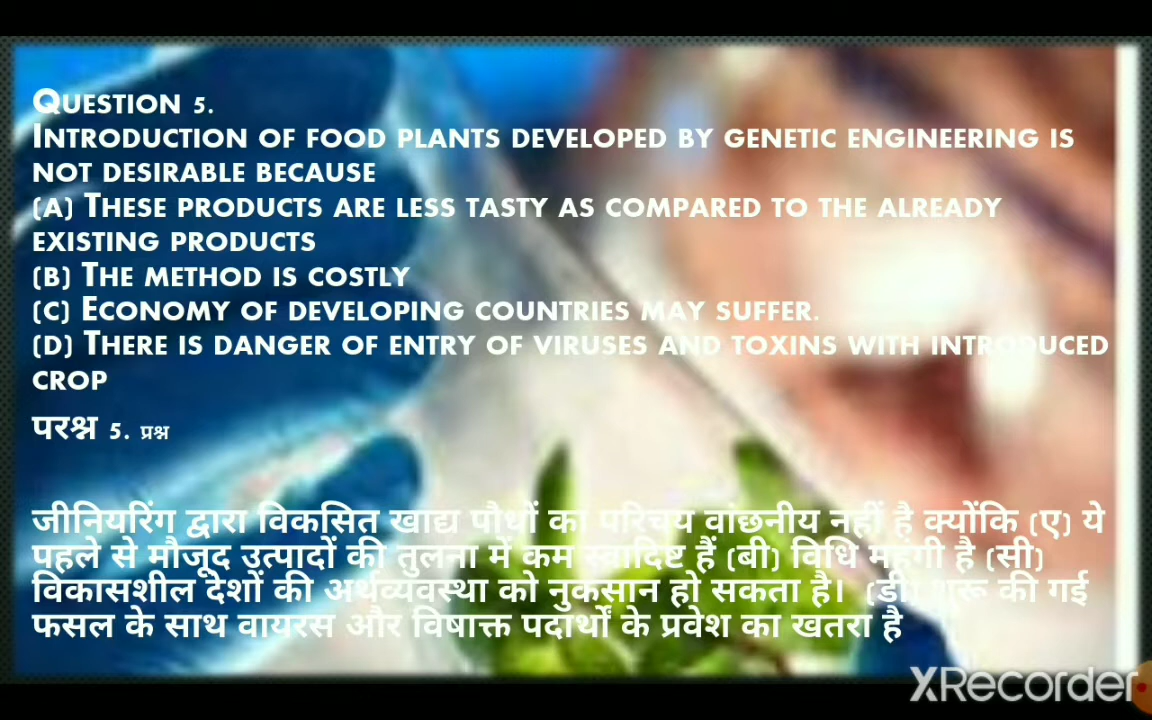 QUESTION 5.
INTRODUCTION OF FOOD PLANTS DEVELOPED BY GENETIC ENGINEERING IS
NOT DESIRABLE BECAUSE
(A) THESE PRODUCTS ARE LESS TASTY AS COMPARED TO THE ALREADY
EXISTING PRODUCTS
(B) THE METHOD IS COSTLY
(C) ECONOMY OF DEVELOPING COUNTRIES MAY SUFFER.
(D) THERE IS DANGER OF ENTRY OF VIRUSES AND TOXINS WITH INTRODUCED
CROP
परश्न 5. प्रश्न
जीनियरिंग द्वारा विकसित खाद्य पौधों का परिचय वांछनीय नहीं है क्योंकि (ए) ये
पहले से मौजूद उत्पादों की तुलना में कम स्वादिष्ट हैं (बी) विधि महंगी है (सी)
विकासशील देशों की अर्थव्यवस्था को नुकसान हो सकता है। (डी) शुरू की गई
फसल के साथ वायरस और विषाक्त पदार्थों के प्रवेश का खतरा है
XRecorder